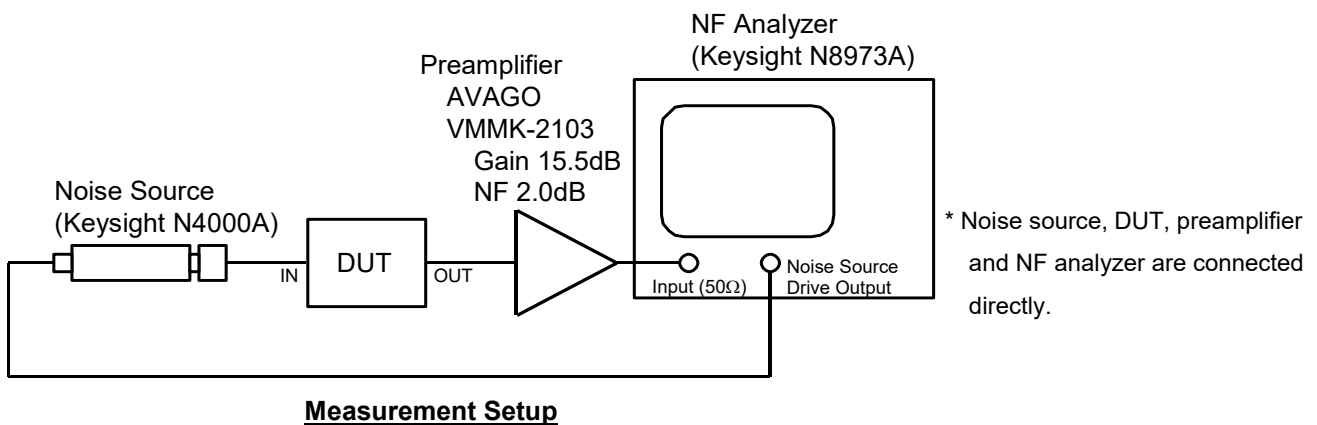 NF Analyzer
(Keysight N8973A)
Preamplifier
AVAGO
VMMK-2103
Gain 15.5dB
NF 2.0dB
Noise Source
(Keysight N4000A)
IN
DUT
OUT
Input (50Ω)
Noise Source
Drive Output
* Noise source, DUT, preamplifier
and NF analyzer are connected
directly.
Measurement Setup